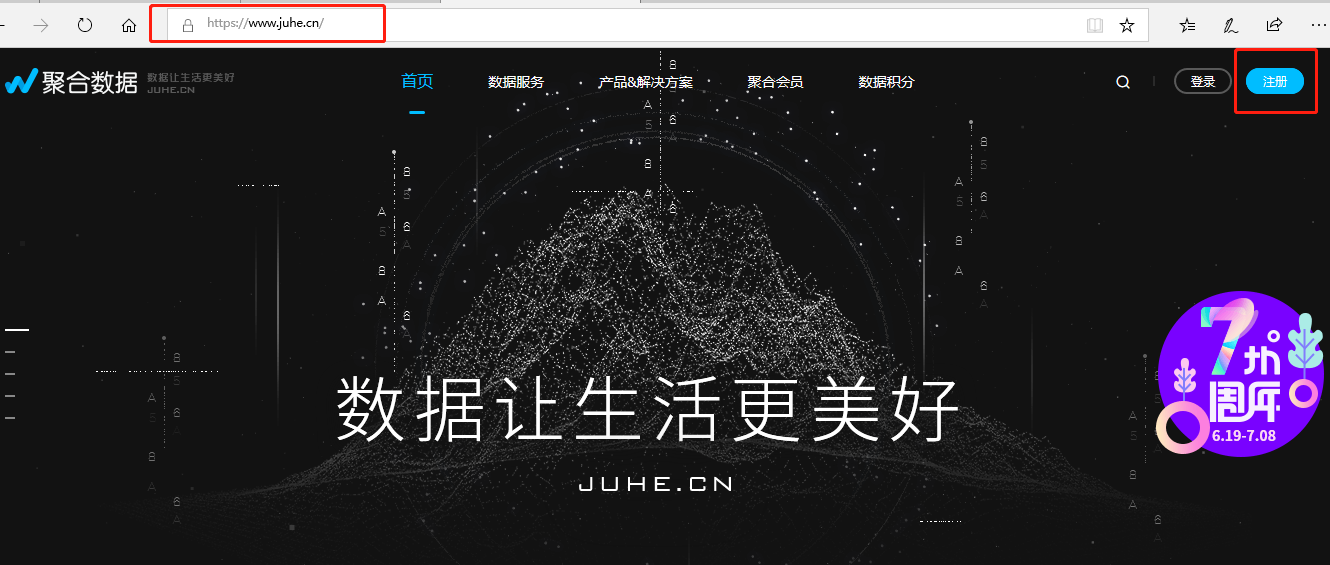 https://www.juhe.cn/
聚合数据 数据让生活更美好
JUHE.CN
首页 数据服务 产品&解决方案 聚合会员 数据积分 登录 注册
7th
周年
6.19-7.08
数据让生活更美好
JUHE.CN